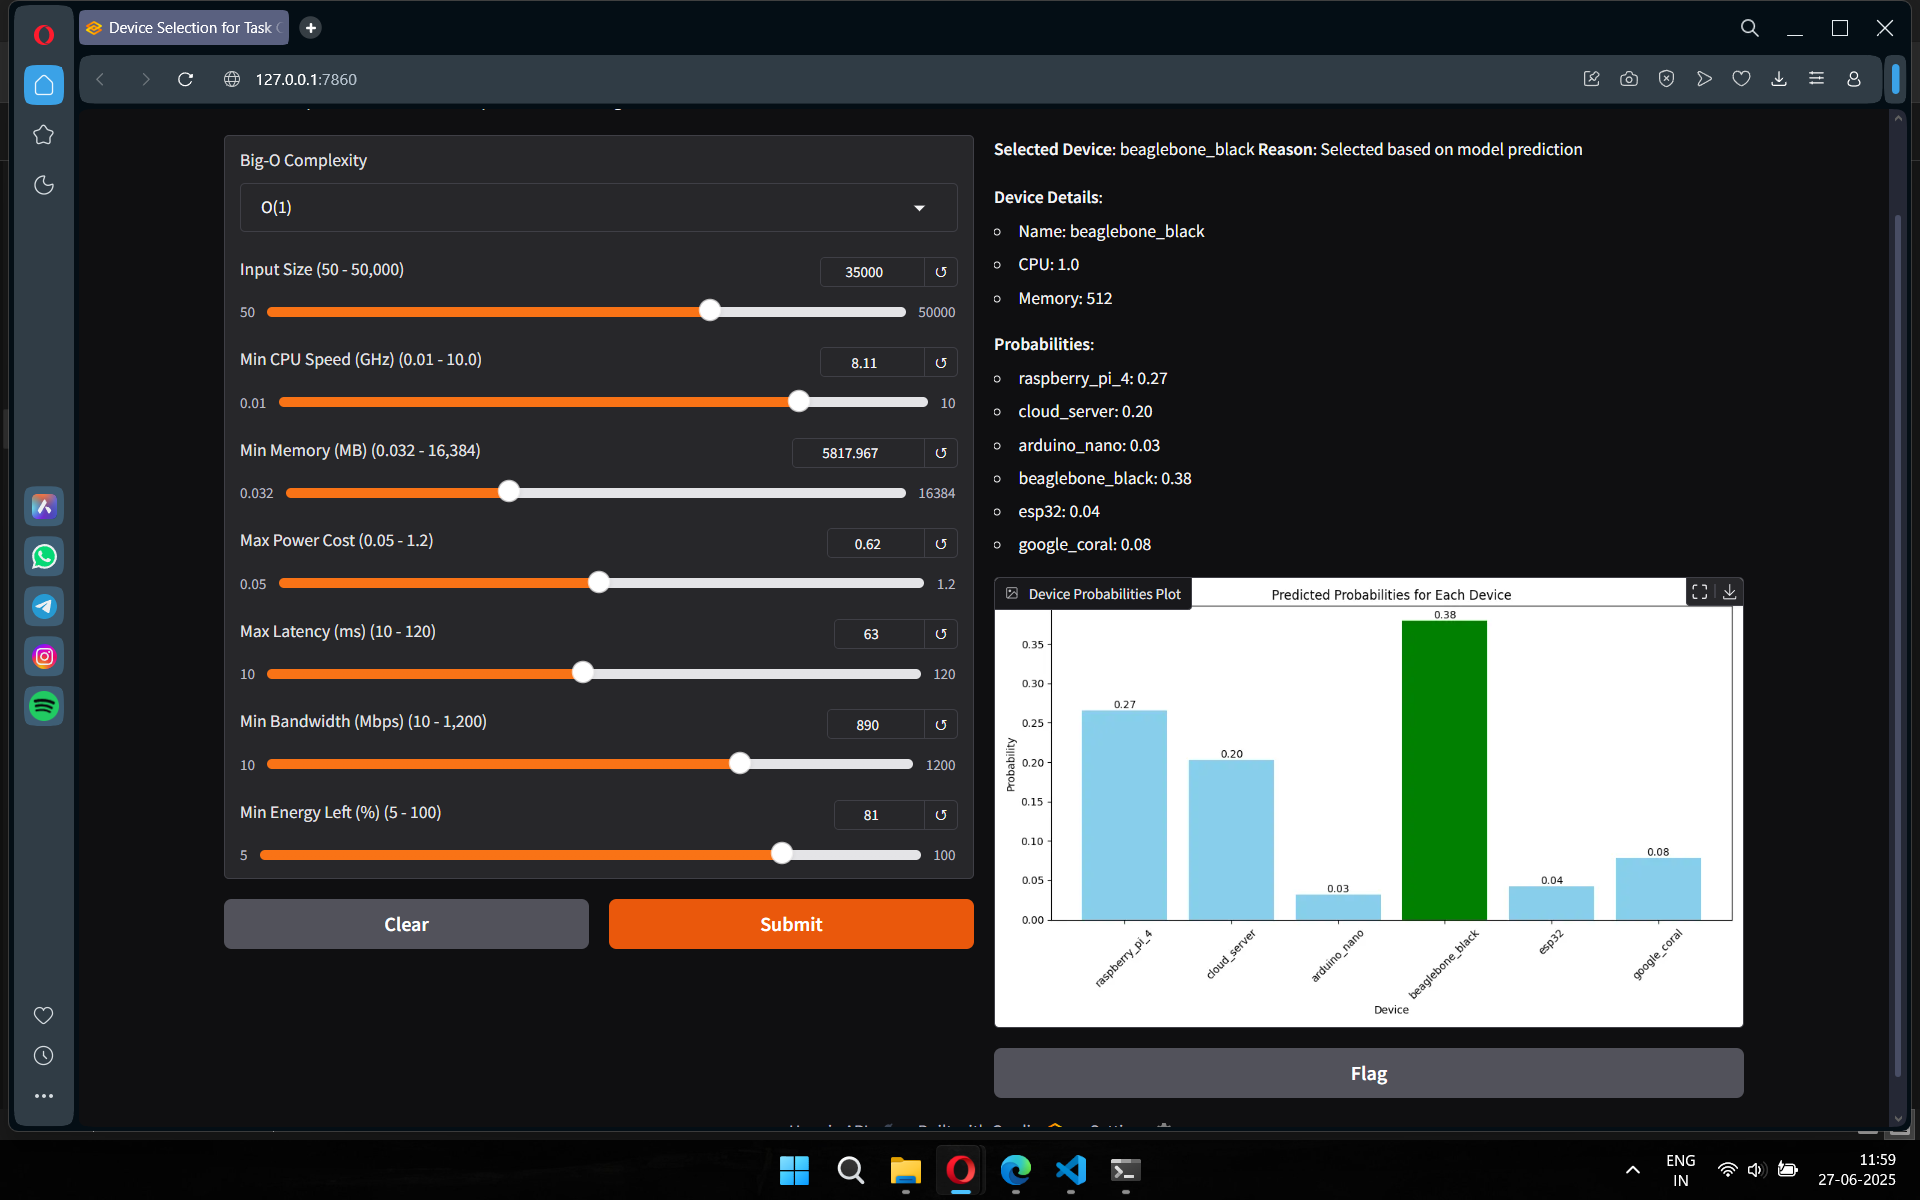 Device Selection for Task
127.0.0.1:7860
Big-O Complexity
O(1)
Input Size (50 - 50,000)
35000
50
50000
Min CPU Speed (GHz) (0.01 - 10.0)
8.11
0.01
10
Min Memory (MB) (0.032 - 16,384)
5817.967
0.032
16384
Max Power Cost (0.05 - 1.2)
0.62
0.05
1.2
Max Latency (ms) (10 - 120)
63
10
120
Min Bandwidth (Mbps) (10 - 1,200)
890
10
1200
Min Energy Left (%) (5 - 100)
81
5
100
Clear
Submit
Selected Device: beaglebone_black Reason: Selected based on model prediction
Device Details:
Name: beaglebone_black
CPU: 1.0
Memory: 512
Probabilities:
raspberry_pi_4: 0.27
cloud_server: 0.20
arduino_nano: 0.03
beaglebone_black: 0.38
esp32: 0.04
google_coral: 0.08
Device Probabilities Plot
Predicted Probabilities for Each Device
0.38
0.35
0.30
0.27
0.25
0.20
0.20
0.15
0.10
0.08
0.05
0.04
0.03
0.00
Probability
raspberry_pi_4
cloud_server
arduino_nano
beaglebone_black
esp32
google_coral
Device
Flag
ENG
IN
11:59
27-06-2025